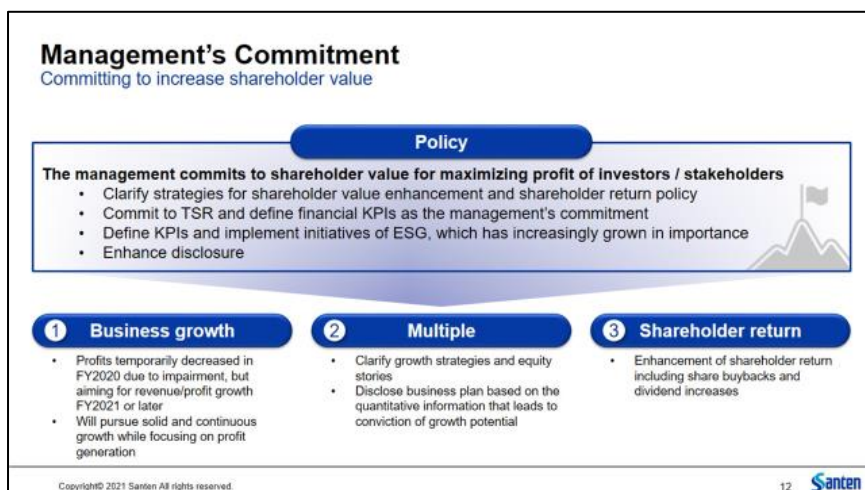 Management's Commitment
Committing to increase shareholder value
Policy
The management commits to shareholder value for maximizing profit of investors / stakeholders
• Clarify strategies for shareholder value enhancement and shareholder return policy
• Commit to TSR and define financial KPIs as the management's commitment
• Define KPIs and implement initiatives of ESG, which has increasingly grown in importance
• Enhance disclosure
1 Business growth
• Profits temporarily decreased in
FY2020 due to impairment, but
aiming for revenue/profit growth
FY2021 or later
• Will pursue solid and continuous
growth while focusing on profit
generation
2 Multiple
• Clarify growth strategies and equity
stories
• Disclose business plan based on the
quantitative information that leads to
conviction of growth potential
3 Shareholder return
• Enhancement of shareholder return
including share buybacks and
dividend increases
Copyright© 2021 Santen All rights reserved.
12
Santen